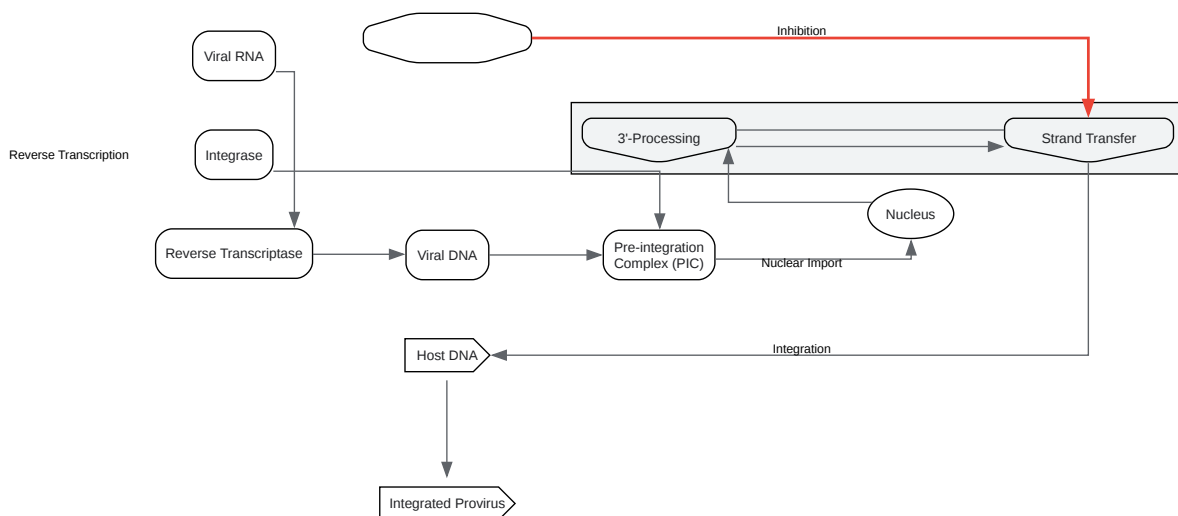 Inhibition
Viral RNA
3'-Processing
Strand Transfer
Integrase
Reverse Transcription
Nucleus
Reverse Transcriptase
Viral DNA
Pre-integration
Complex (PIC)
Nuclear Import
Integration
Host DNA
Integrated Provirus